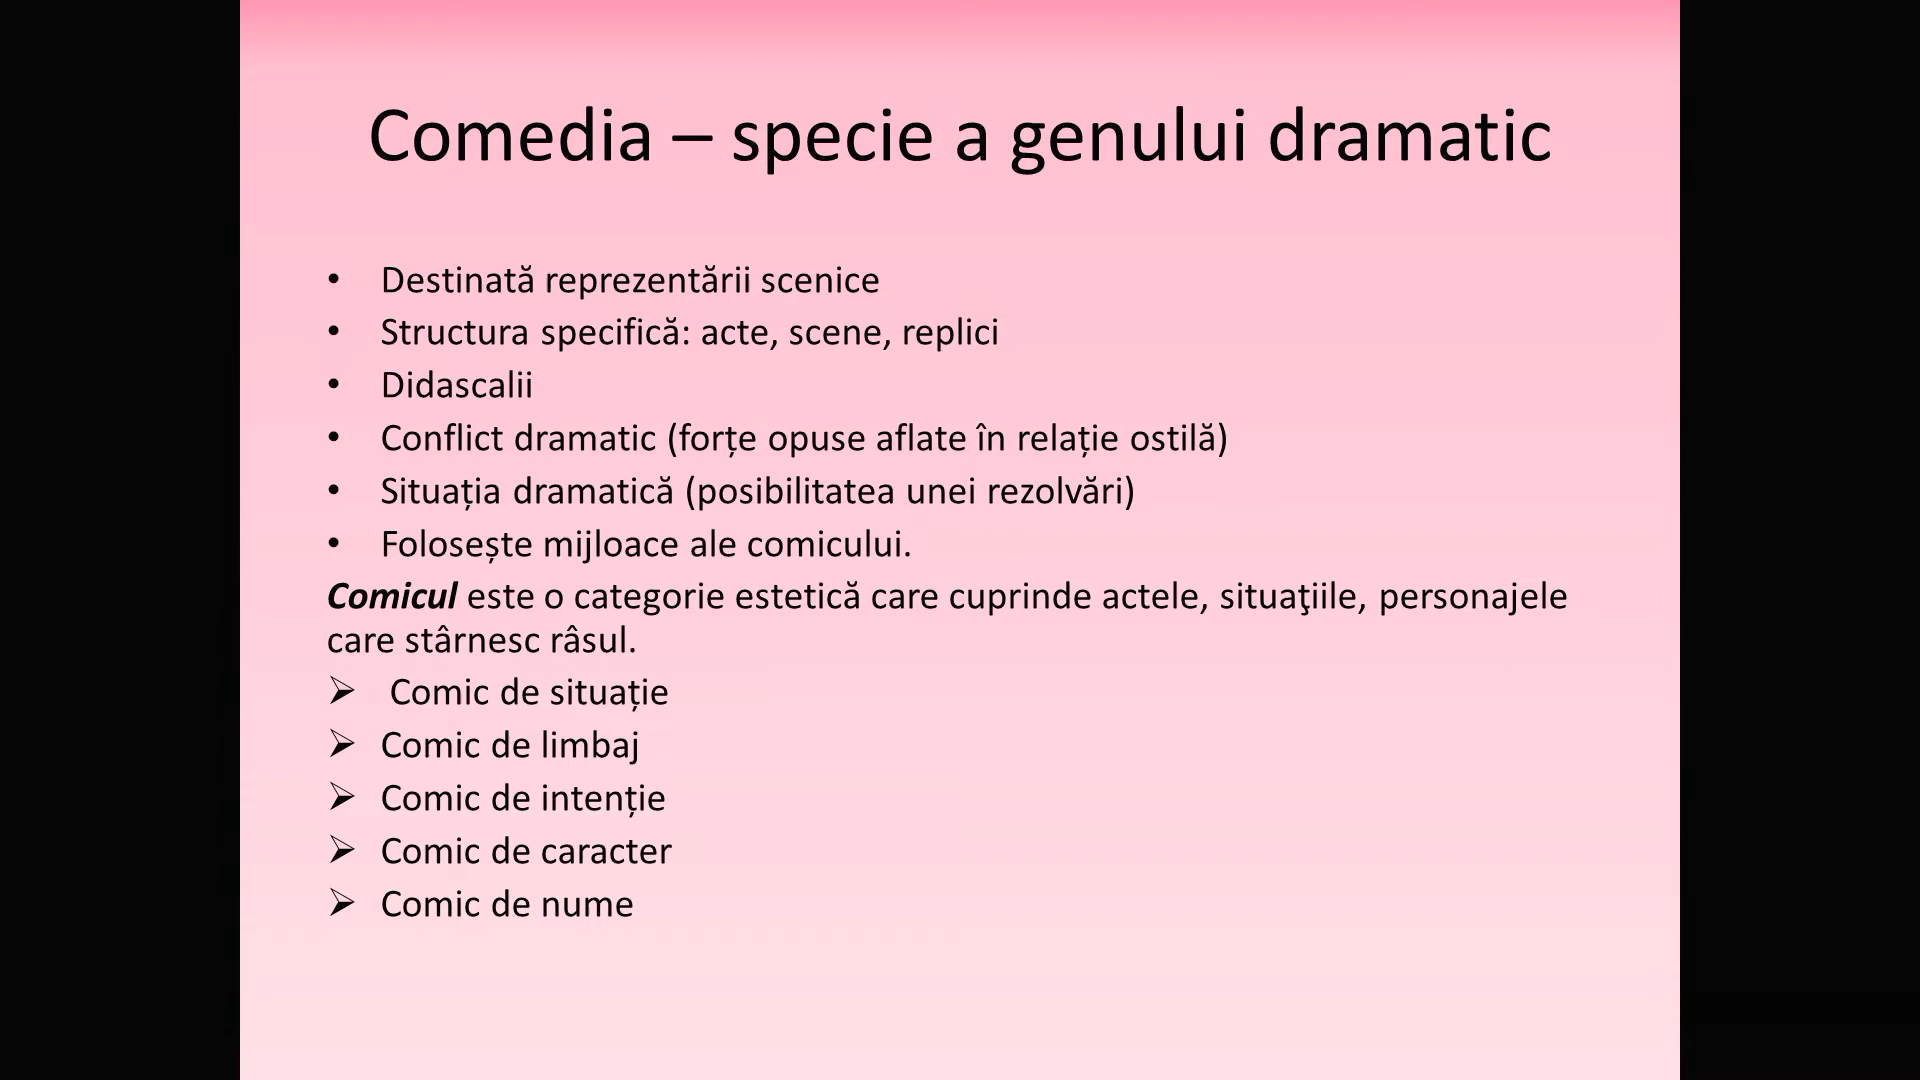 Comedia – specie a genului dramatic
• Destinată reprezentării scenice
• Structura specifică: acte, scene, replici
• Didascalii
• Conflict dramatic (forțe opuse aflate în relație ostilă)
• Situația dramatică (posibilitatea unei rezolvări)
• Folosește mijloace ale comicului.
Comicul este o categorie estetică care cuprinde actele, situaţiile, personajele
care stârnesc râsul.
➢ Comic de situație
➢ Comic de limbaj
➢ Comic de intenție
➢ Comic de caracter
➢ Comic de nume